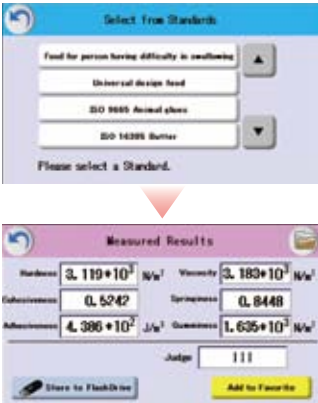 Select from Standards
Food for person having difficulty in swallowing
Universal design food
ISO 9665 Animal glues
ISO 16305 Butter
Please select a Standard.
Measured Results
Hardness 3.119*10³ N/m² Viscosity 3.183*10³ N/m²
Cohesiveness 0.5242 Springiness 0.8448
Adhesiveness 4.386*10² J/m³ Gumminess 1.635*10³ N/m²
Judge III
Store to FlashDrive Add to Favorite